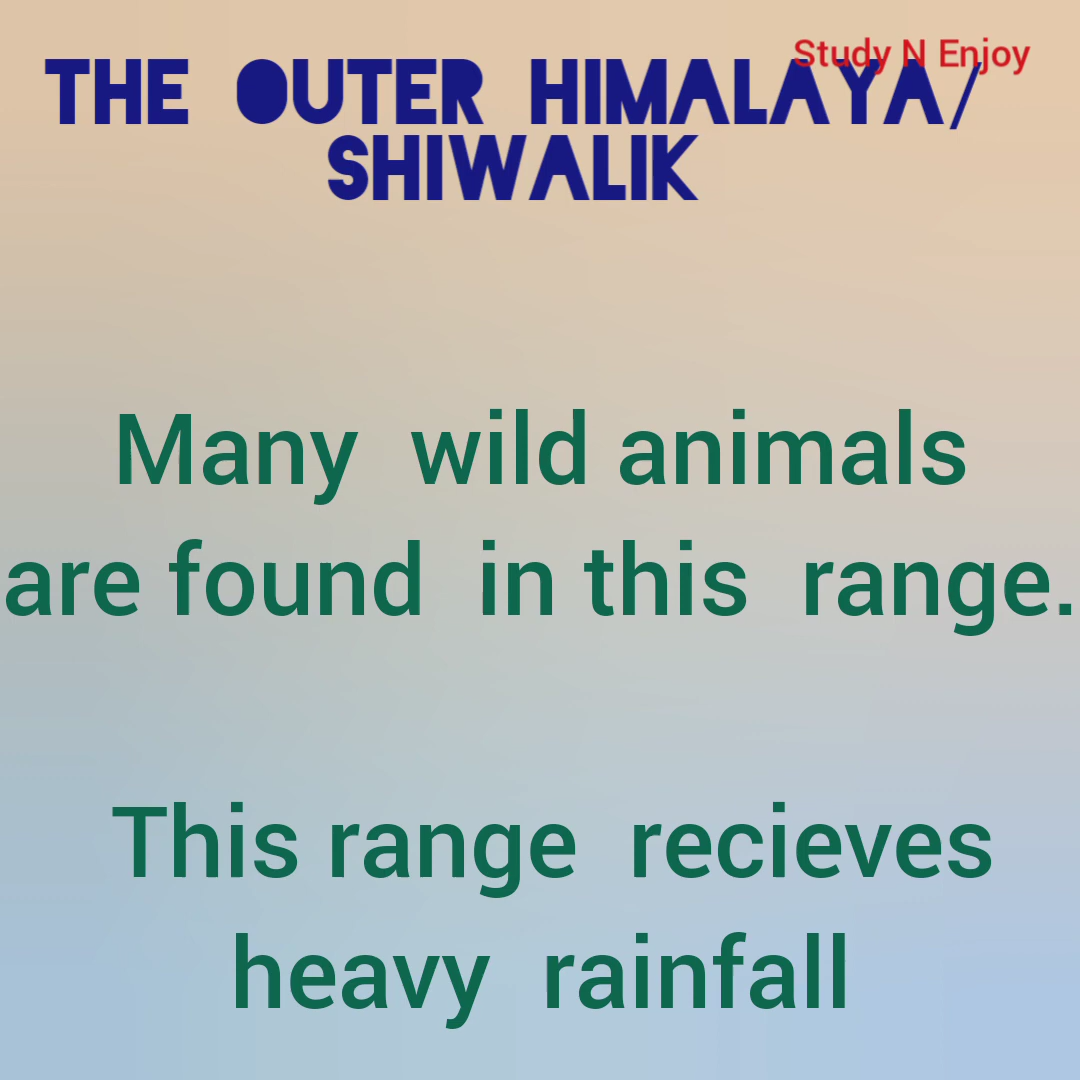 Study N Enjoy
THE OUTER HIMALAYA/
SHIWALIK
Many wild animals
are found in this range.
This range recieves
heavy rainfall